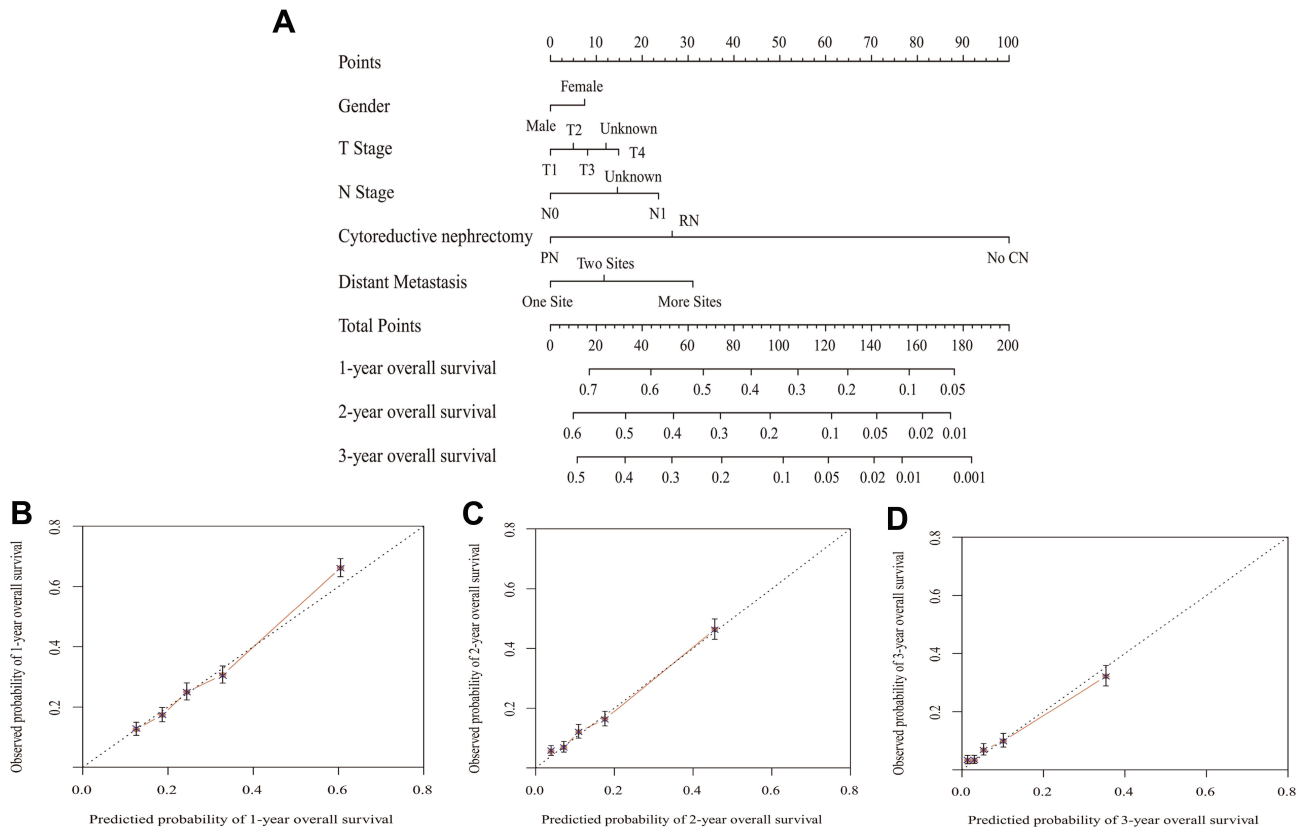 A
0 10 20 30 40 50 60 70 80 90 100
Points
Female
Gender
Male T2 Unknown
T Stage T4
T1 T3 Unknown
N Stage
N0 N1 RN
Cytoreductive nephrectomy
PN Two Sites No CN
Distant Metastasis
One Site More Sites
Total Points
0 20 40 60 80 100 120 140 160 180 200
1-year overall survival
0.7 0.6 0.5 0.4 0.3 0.2 0.1 0.05
2-year overall survival
0.6 0.5 0.4 0.3 0.2 0.1 0.05 0.02 0.01
3-year overall survival
0.5 0.4 0.3 0.2 0.1 0.05 0.02 0.01 0.001
B
Observed probability of 1-year overall survival
0.8
0.6
0.4
0.2
0.0 0.2 0.4 0.6 0.8
Predictied probability of 1-year overall survival
C
Observed probability of 2-year overall survival
0.8
0.6
0.4
0.2
0.0 0.2 0.4 0.6 0.8
Predictied probability of 2-year overall survival
D
Observed probability of 3-year overall survival
0.8
0.6
0.4
0.2
0.0 0.2 0.4 0.6 0.8
Predictied probability of 3-year overall survival